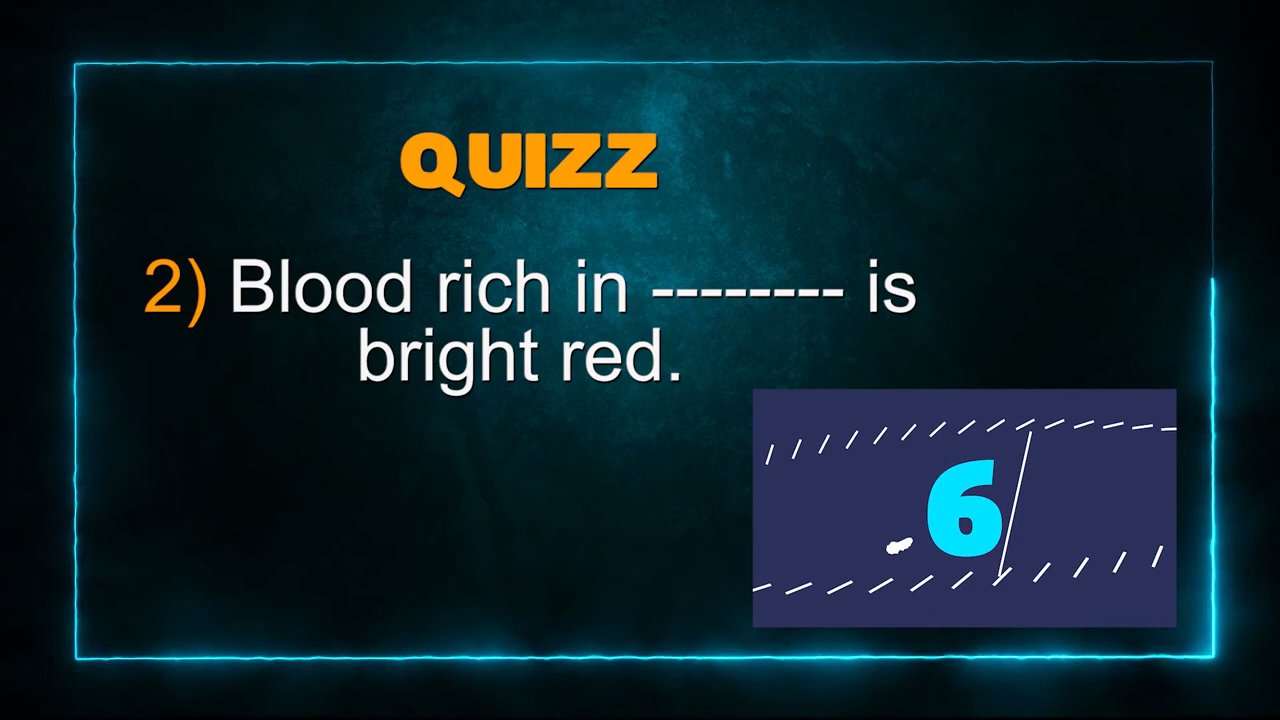 QUIZZ
2) Blood rich in -------- is
bright red.
6